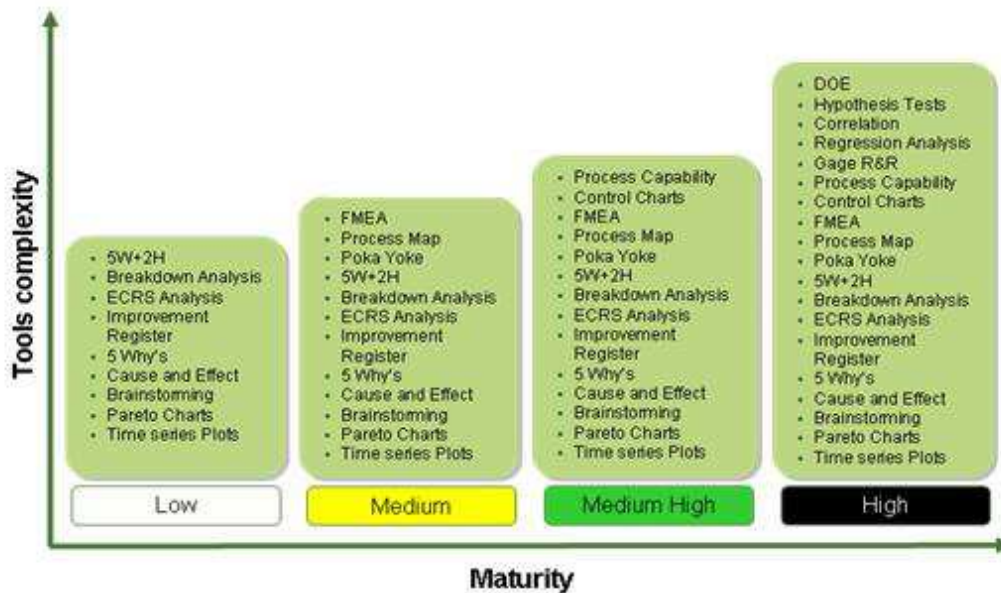 Tools complexity
5W+2H
Breakdown Analysis
ECRS Analysis
Improvement
Register
5 Why's
Cause and Effect
Brainstorming
Pareto Charts
Time series Plots
Low
FMEA
Process Map
Poka Yoke
5W+2H
Breakdown Analysis
ECRS Analysis
Improvement
Register
5 Why's
Cause and Effect
Brainstorming
Pareto Charts
Time series Plots
Medium
Process Capability
Control Charts
FMEA
Process Map
Poka Yoke
5W+2H
Breakdown Analysis
ECRS Analysis
Improvement
Register
5 Why's
Cause and Effect
Brainstorming
Pareto Charts
Time series Plots
Medium High
DOE
Hypothesis Tests
Correlation
Regression Analysis
Gage R&R
Process Capability
Control Charts
FMEA
Process Map
Poka Yoke
5W+2H
Breakdown Analysis
ECRS Analysis
Improvement
Register
5 Why's
Cause and Effect
Brainstorming
Pareto Charts
Time series Plots
High
Maturity